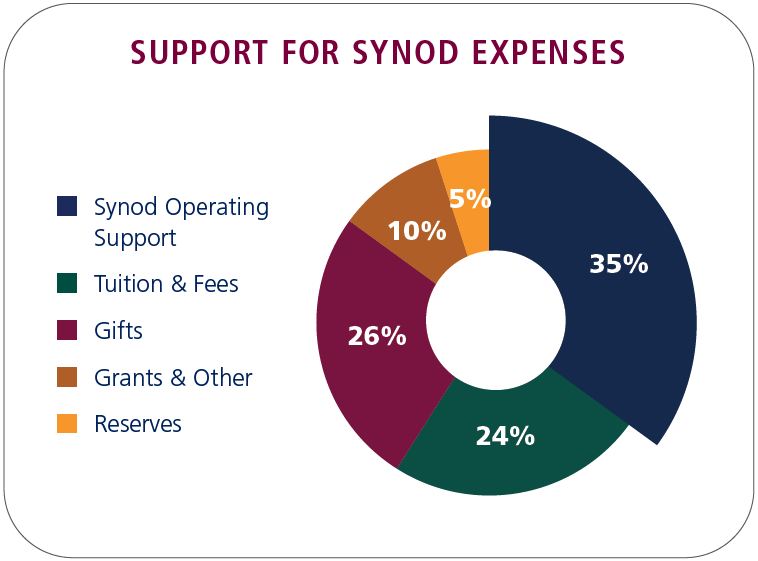 SUPPORT FOR SYNOD EXPENSES
Synod Operating
Support
Tuition & Fees
Gifts
Grants & Other
Reserves
5%
10%
35%
26%
24%